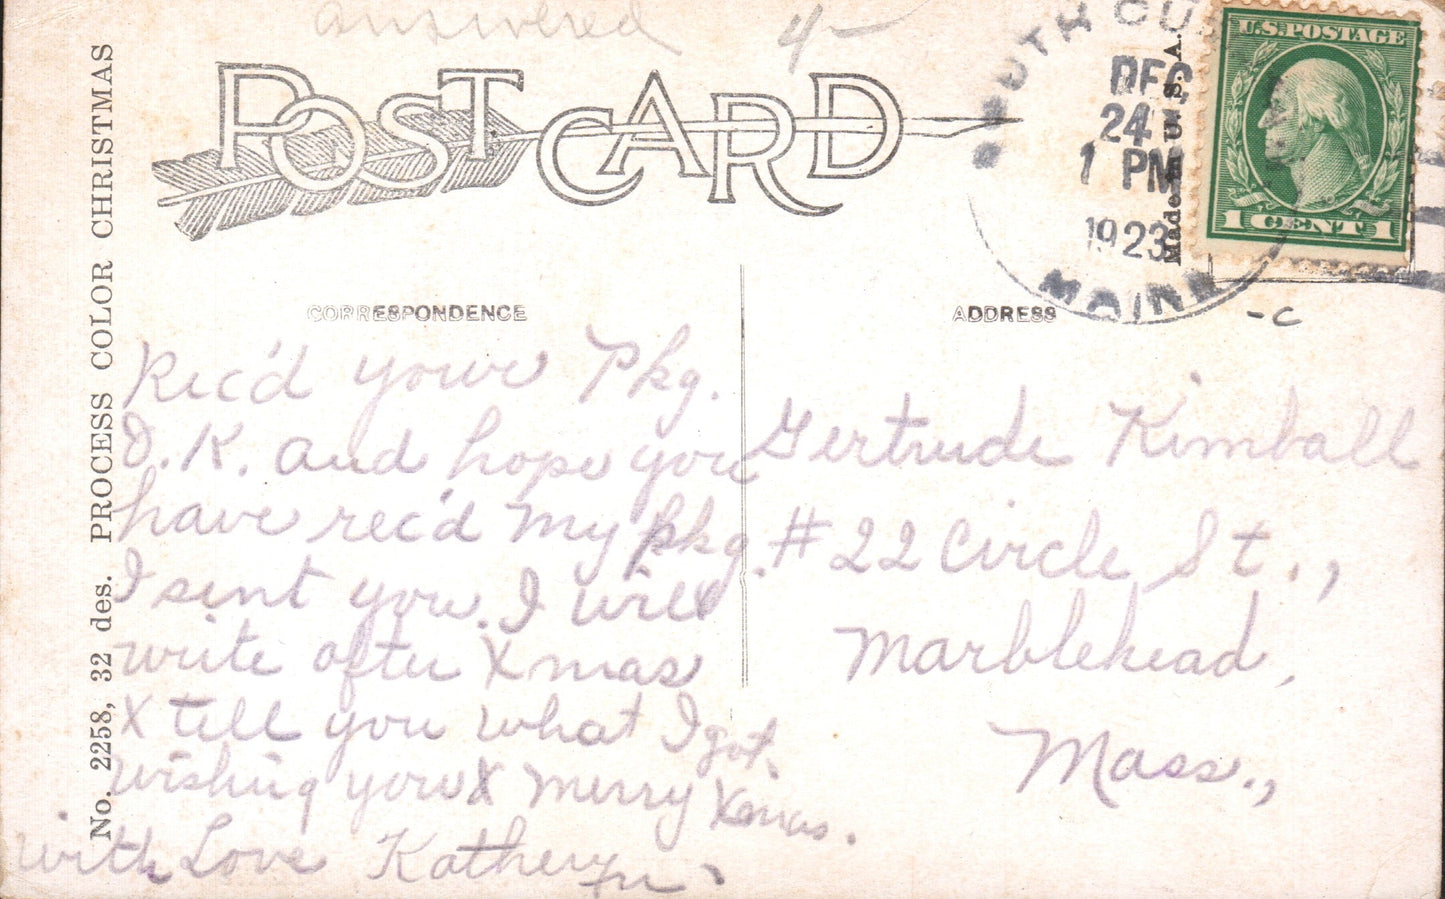 answered
POST CARD
SOUTH CU
DEC
24
1 PM
1923
MAINE
Made in U.S.A.
U.S. POSTAGE
1 CENT 1
-C
CORRESPONDENCE
ADDRESS
Rec'd your Pkg.
O.K. and hope you
have rec'd my pkg.
I sent you. I will
write after Xmas
X tell you what I got.
Wishing you X merry Xmas.
With Love Katheryn.
Gertrude Kimball
#22 Circle St.,
Marblehead,
Mass.,
No. 2258, 32 des. PROCESS COLOR CHRISTMAS